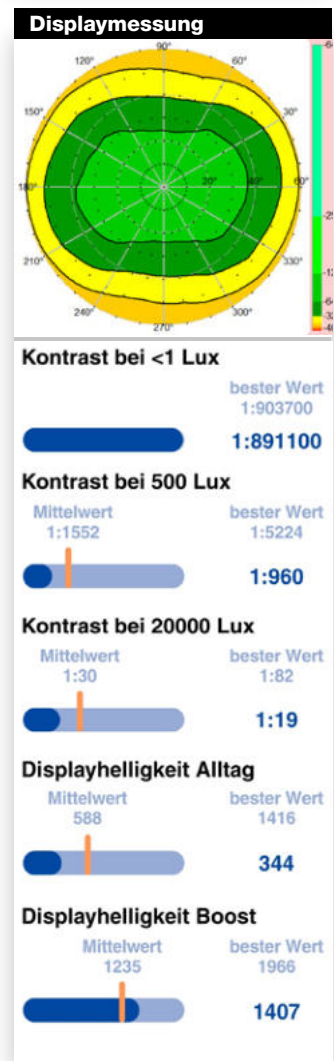 Displaymessung
90°
120°
60°
150°
30°
180°
20°
40°
60°
210°
330°
240°
300°
270°
Kontrast bei <1 Lux
bester Wert
1:903700
1:891100
Kontrast bei 500 Lux
Mittelwert
bester Wert
1:1552
1:5224
1:960
Kontrast bei 20000 Lux
Mittelwert
bester Wert
1:30
1:82
1:19
Displayhelligkeit Alltag
Mittelwert
bester Wert
588
1416
344
Displayhelligkeit Boost
Mittelwert
bester Wert
1235
1966
1407